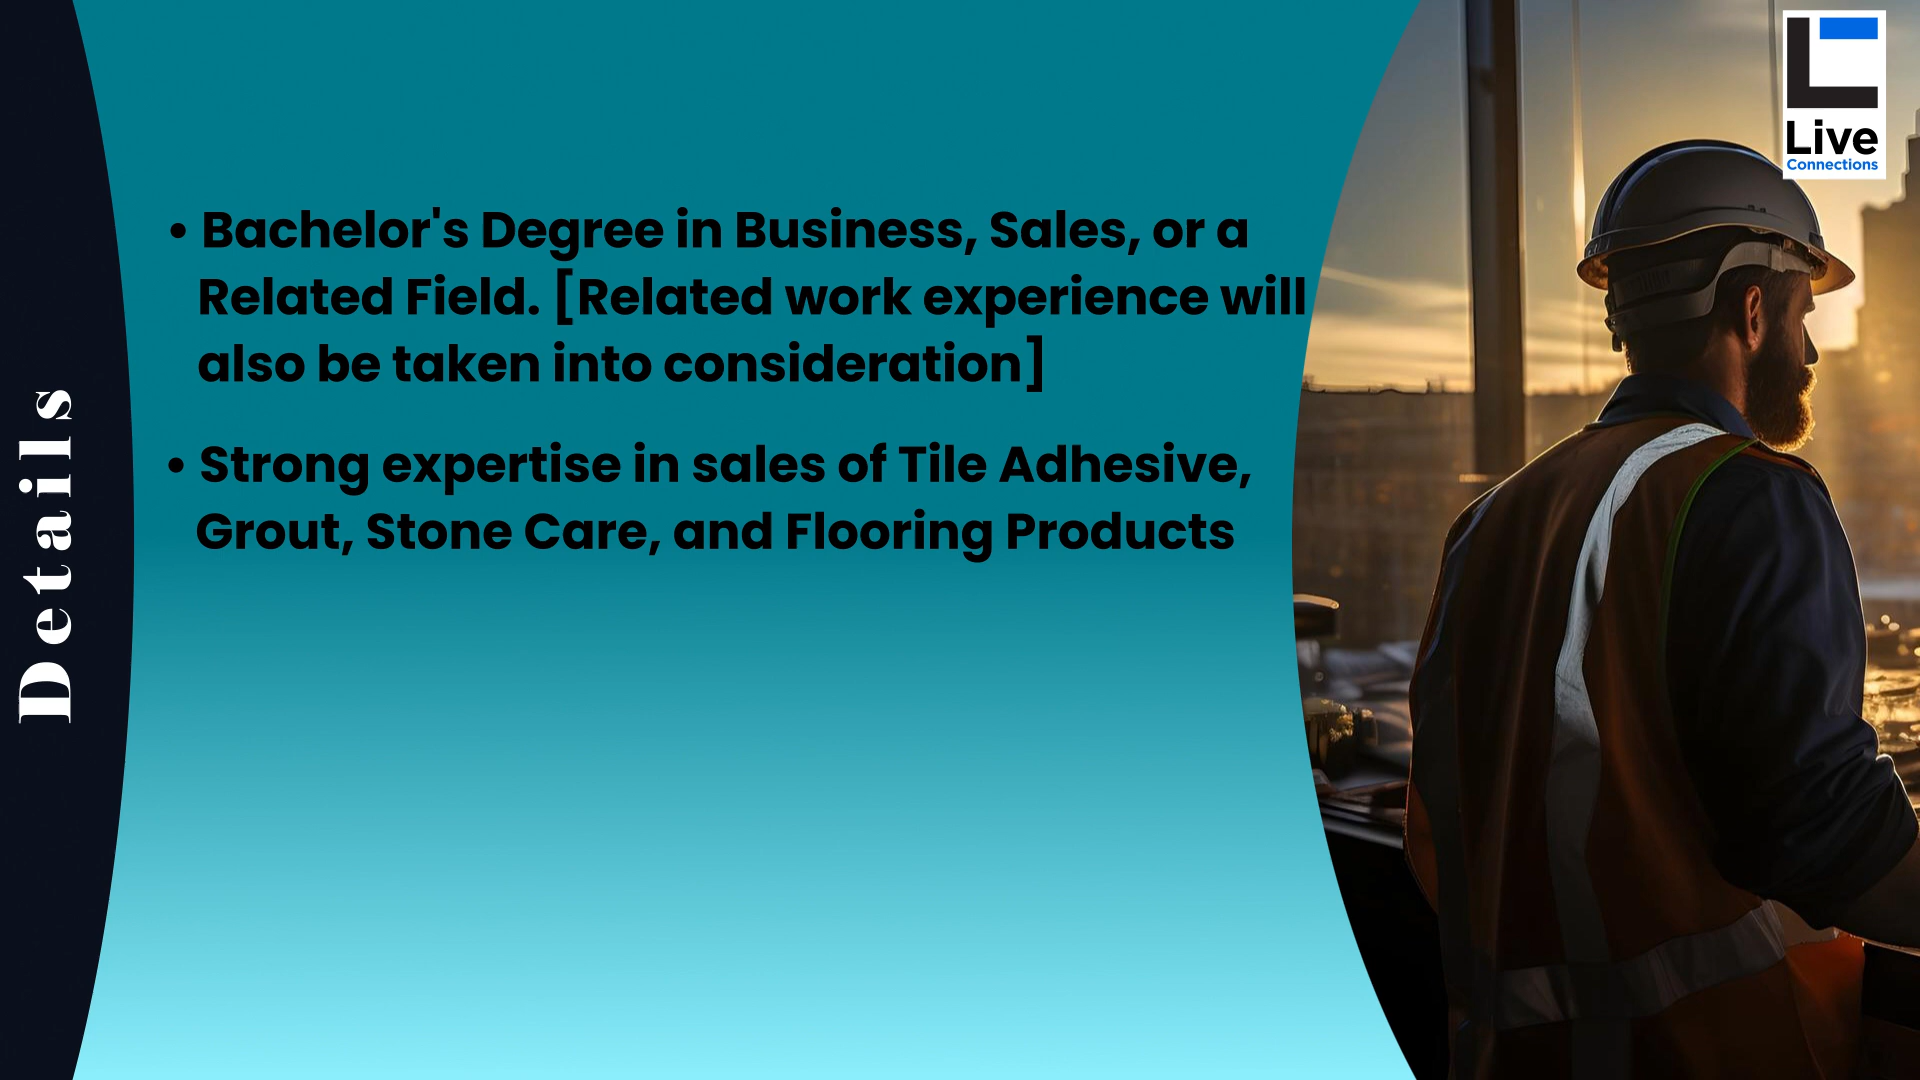 Details
• Bachelor's Degree in Business, Sales, or a
Related Field. [Related work experience will
also be taken into consideration]
• Strong expertise in sales of Tile Adhesive,
Grout, Stone Care, and Flooring Products
Live
Connections